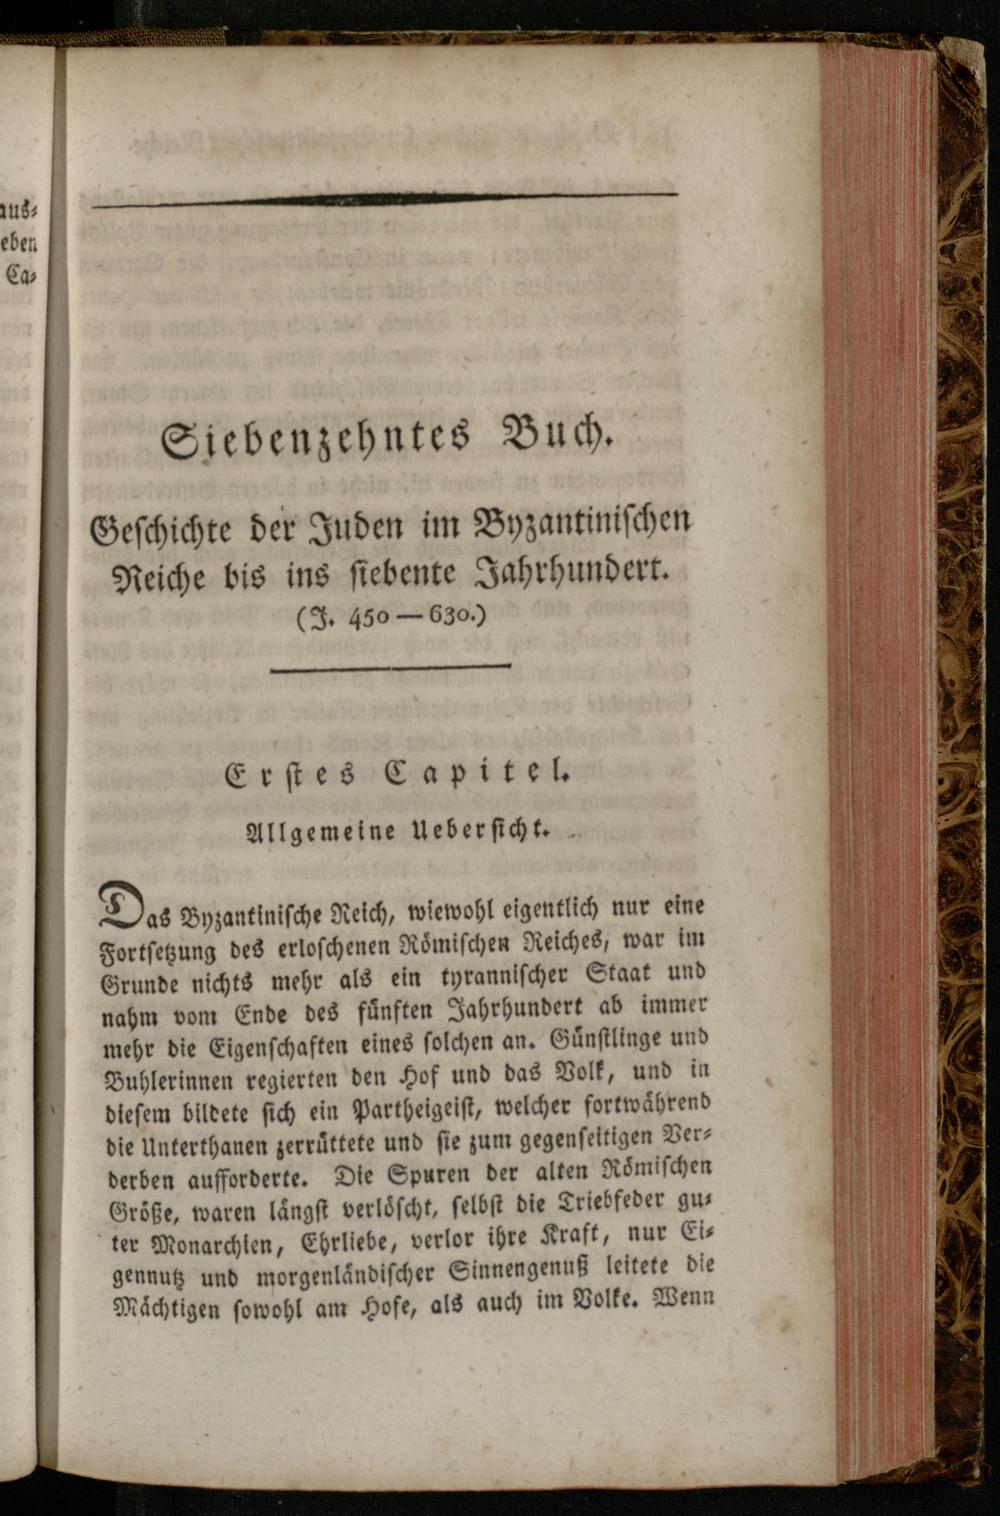 aus⸗
eben
Ca⸗
Siebenzehntes Buch.
Geschichte der Juden im Byzantinischen
Reiche bis ins siebente Jahrhundert.
(J. 450 — 630.)
Erstes Capitel.
Allgemeine Uebersicht.
Das Byzantinische Reich, wiewohl eigentlich nur eine
Fortsetzung des erloschenen Römischen Reiches, war im
Grunde nichts mehr als ein tyrannischer Staat und
nahm vom Ende des fünften Jahrhundert ab immer
mehr die Eigenschaften eines solchen an. Günstlinge und
Buhlerinnen regierten den Hof und das Volk, und in
diesem bildete sich ein Partheigeist, welcher fortwährend
die Unterthanen zerrüttete und sie zum gegenseitigen Ver⸗
derben aufforderte. Die Spuren der alten Römischen
Größe, waren längst verlöscht, selbst die Triebfeder gu⸗
ter Monarchien, Ehrliebe, verlor ihre Kraft, nur Ei⸗
gennutz und morgenländischer Sinnengenuß leitete die
Mächtigen sowohl am Hofe, als auch im Volke. Wenn